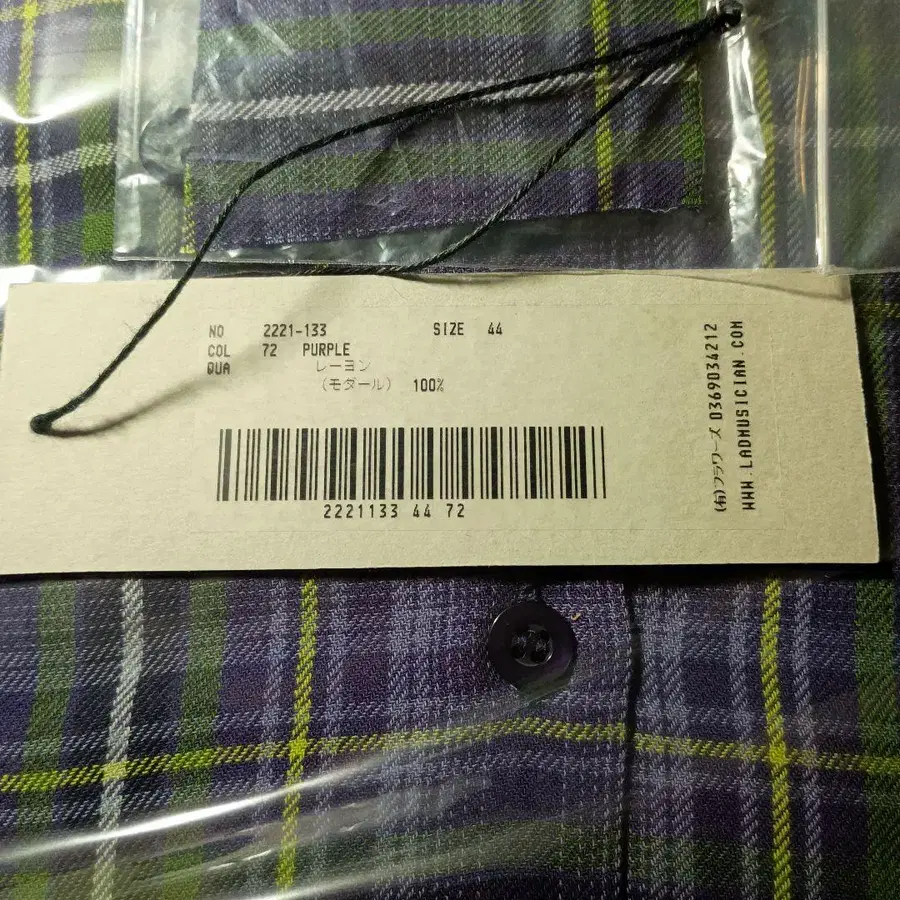 NO 2221-133 SIZE 44
COL 72 PURPLE
QUA レーヨン
(モダール) 100%
2221133 44 72
(有)フラワーズ 0369034212
WWW.LADMUSICIAN.COM